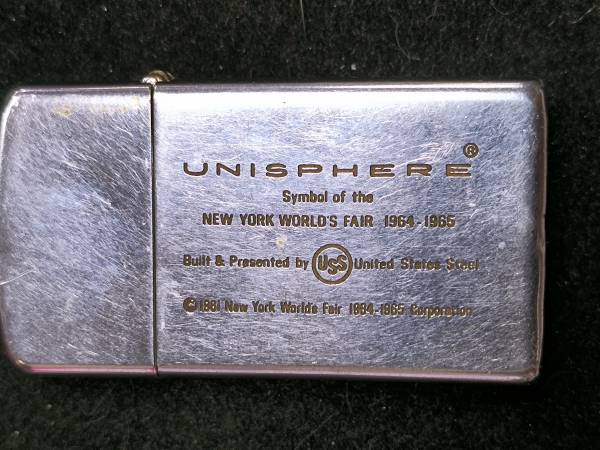 UNISPHERE®
Symbol of the
NEW YORK WORLD'S FAIR 1964-1965
Built & Presented by USS United States Steel
© 1961 New York World's Fair 1964-1965 Corporation